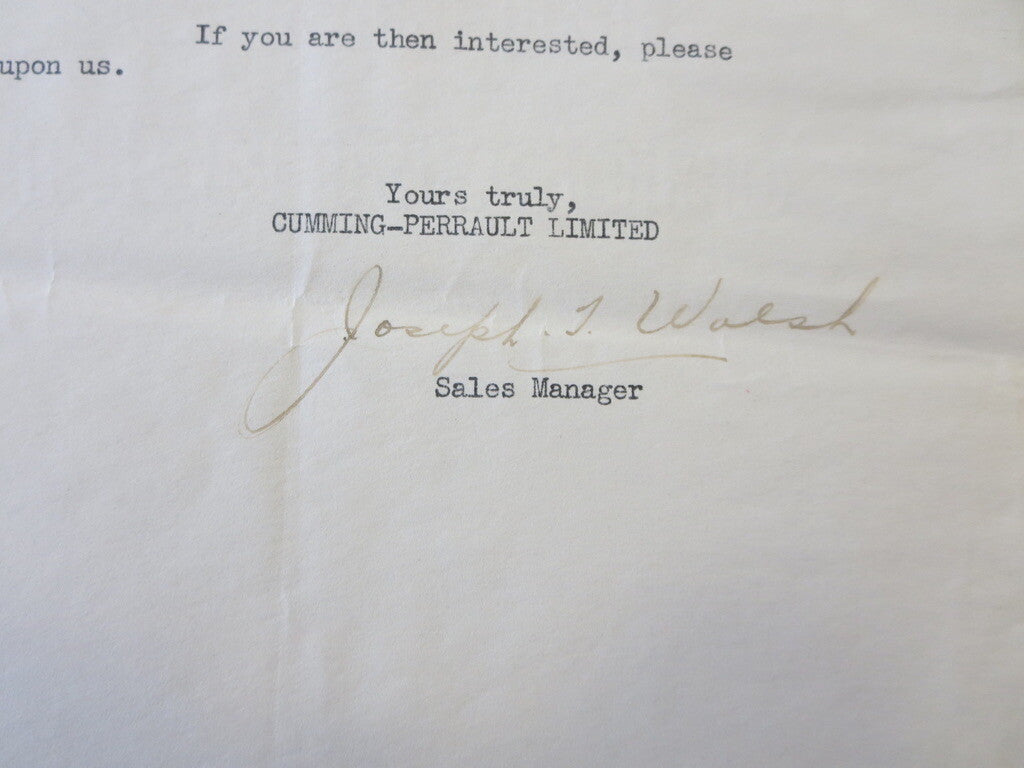 If you are then interested, please
upon us.
Yours truly,
CUMMING-PERRAULT LIMITED
Joseph. T. Walsh
Sales Manager